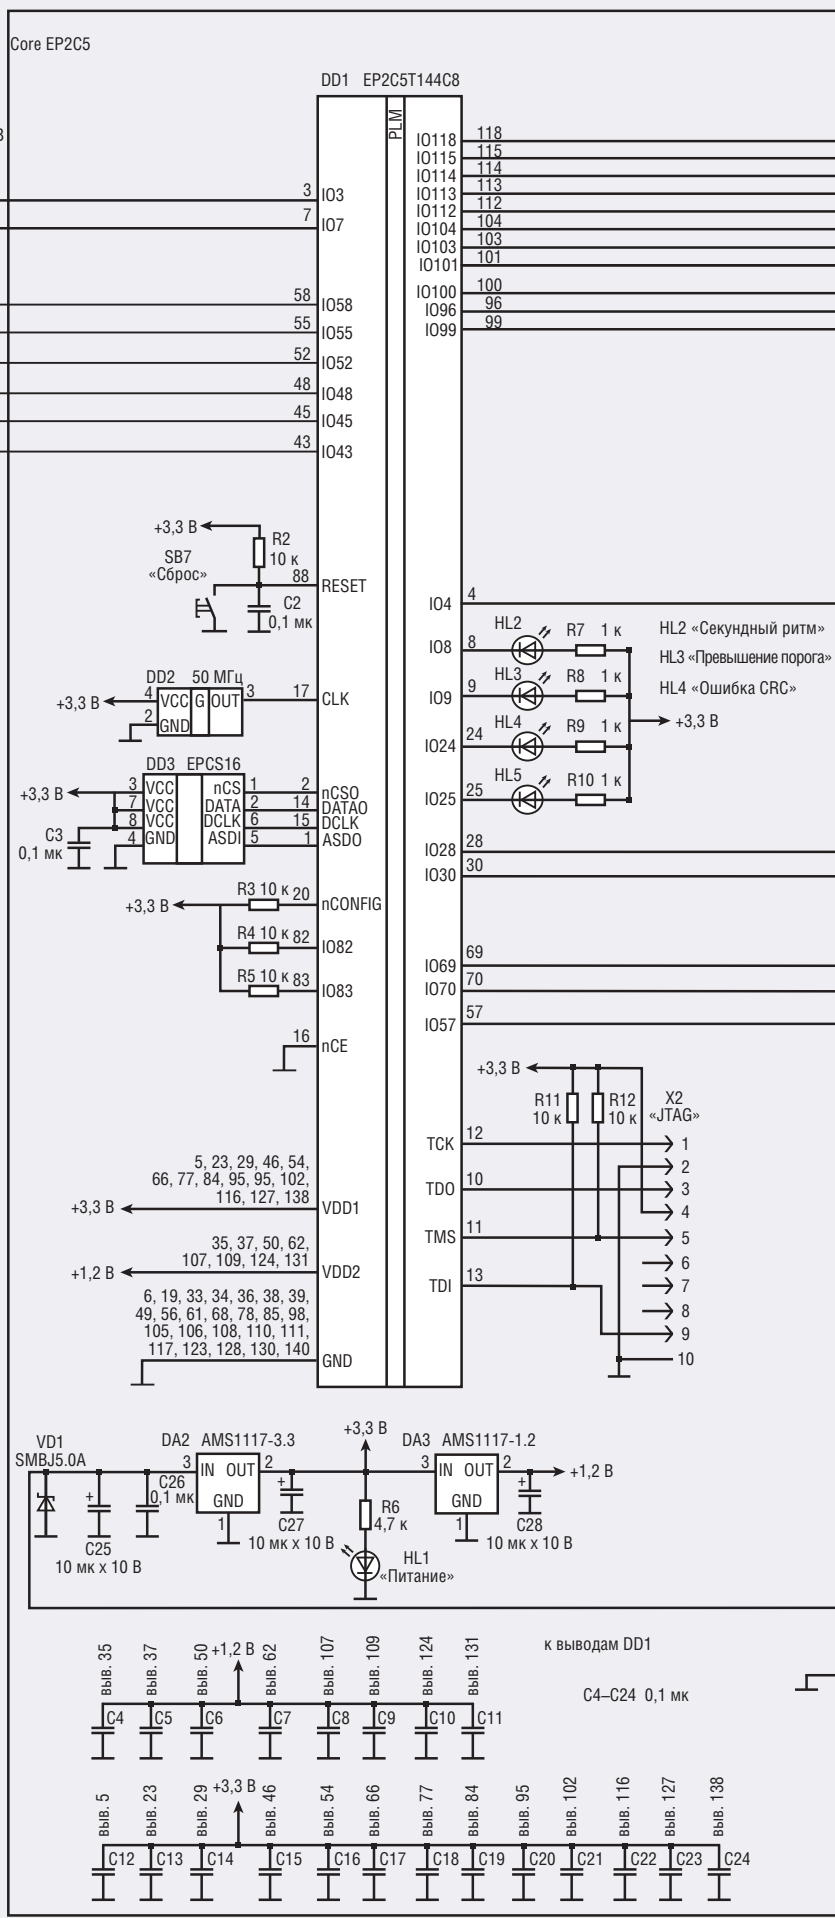 Core EP2C5
DD1 EP2C5T144C8
PLM
3 IO3
7 IO7
58 IO58
55 IO55
52 IO52
48 IO48
45 IO45
43 IO43
IO118 118
IO115 115
IO114 114
IO113 113
IO112 112
IO104 104
IO103 103
IO101 101
IO100 100
IO96 96
IO99 99
+3,3 В
R2
10 к
SB7
«Сброс»
88 RESET
C2
0,1 мк
DD2 50 МГц
+3,3 В 4 VCC G OUT 3 17 CLK
2 GND
DD3 EPCS16
+3,3 В 3 VCC nCS 1 2 nCSO
7 VCC DATA 2 14 DATAO
8 VCC DCLK 6 15 DCLK
4 GND ASDI 5 1 ASDO
C3
0,1 мк
+3,3 В R3 10 к 20 nCONFIG
R4 10 к 82 IO82
R5 10 к 83 IO83
16 nCE
IO4 4
IO8 8 HL2 R7 1 к
IO9 9 HL3 R8 1 к
IO24 24 HL4 R9 1 к
IO25 25 HL5 R10 1 к
HL2 «Секундный ритм»
HL3 «Превышение порога»
HL4 «Ошибка CRC»
+3,3 В
IO28 28
IO30 30
IO69 69
IO70 70
IO57 57
+3,3 В
R11
10 к
R12
10 к
X2
«JTAG»
TCK 12 1
2
TDO 10 3
4
TMS 11 5
6
TDI 13 7
8
9
10
5, 23, 29, 46, 54,
66, 77, 84, 95, 95, 102,
116, 127, 138
+3,3 В VDD1
35, 37, 50, 62,
107, 109, 124, 131
+1,2 В VDD2
6, 19, 33, 34, 36, 38, 39,
49, 56, 61, 68, 78, 85, 98,
105, 106, 108, 110, 111,
117, 123, 128, 130, 140
GND
VD1
SMBJ5.0A
C25
10 мк х 10 В
C26
0,1 мк
DA2 AMS1117-3.3
3 IN OUT 2
GND
1
+
+
C27
10 мк х 10 В
+3,3 В
R6
4,7 к
HL1
«Питание»
DA3 AMS1117-1.2
3 IN OUT 2
GND
1
+1,2 В
+
C28
10 мк х 10 В
выв. 35 выв. 37 выв. 50 +1,2 В выв. 62 выв. 107 выв. 109 выв. 124 выв. 131
C4 C5 C6 C7 C8 C9 C10 C11
к выводам DD1
C4–C24 0,1 мк
выв. 5 выв. 23 выв. 29 +3,3 В выв. 46 выв. 54 выв. 66 выв. 77 выв. 84 выв. 95 выв. 102 выв. 116 выв. 127 выв. 138
C12 C13 C14 C15 C16 C17 C18 C19 C20 C21 C22 C23 C24